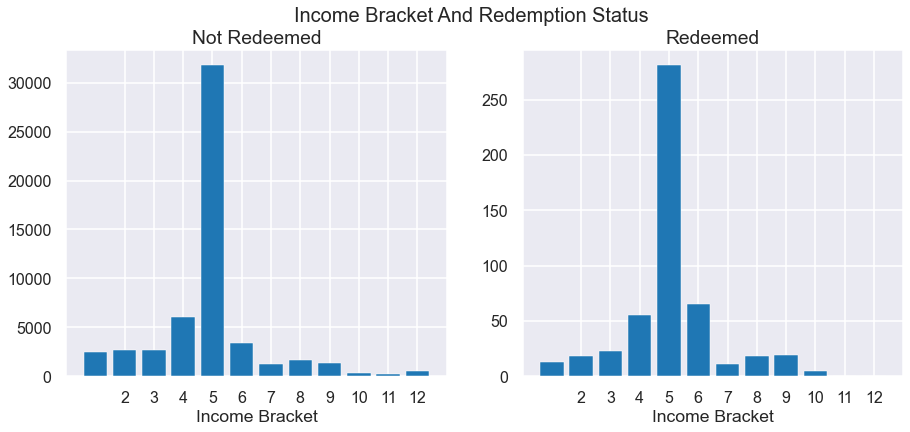 Income Bracket And Redemption Status
Not Redeemed
30000
25000
20000
15000
10000
5000
0
2 3 4 5 6 7 8 9 10 11 12
Income Bracket
Redeemed
250
200
150
100
50
0
2 3 4 5 6 7 8 9 10 11 12
Income Bracket